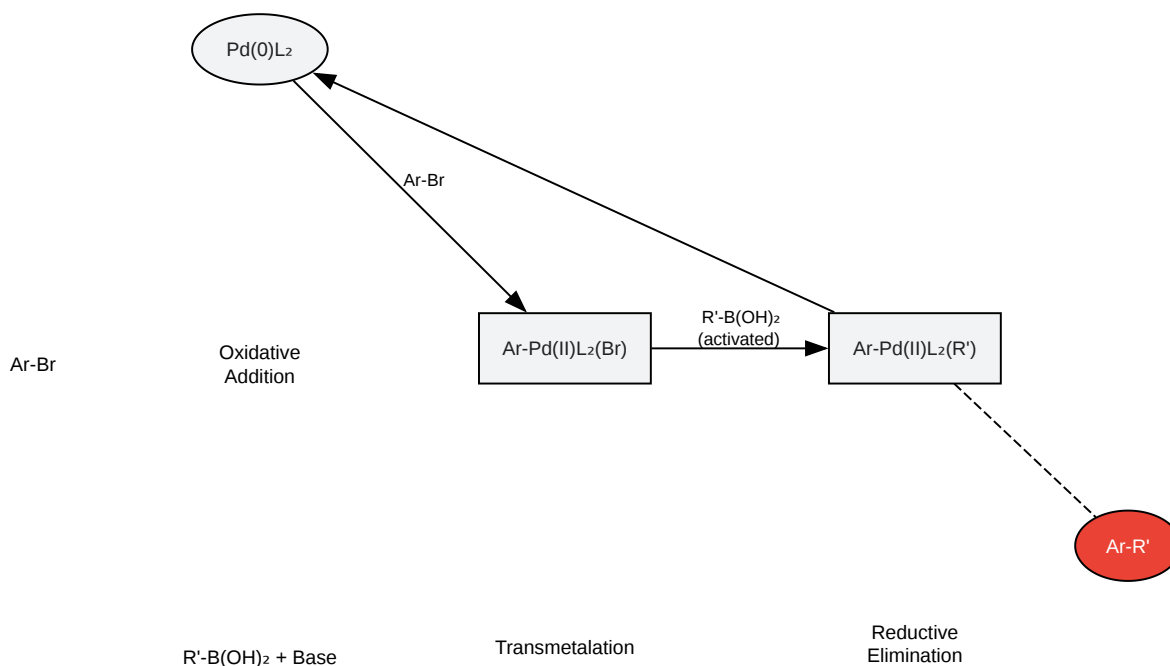 Pd(0)L₂
Ar-Br
R'-B(OH)₂
(activated)
Ar-Pd(II)L₂(Br)
Ar-Pd(II)L₂(R')
Ar-Br
Oxidative
Addition
Ar-R'
R'-B(OH)₂ + Base
Transmetalation
Reductive
Elimination